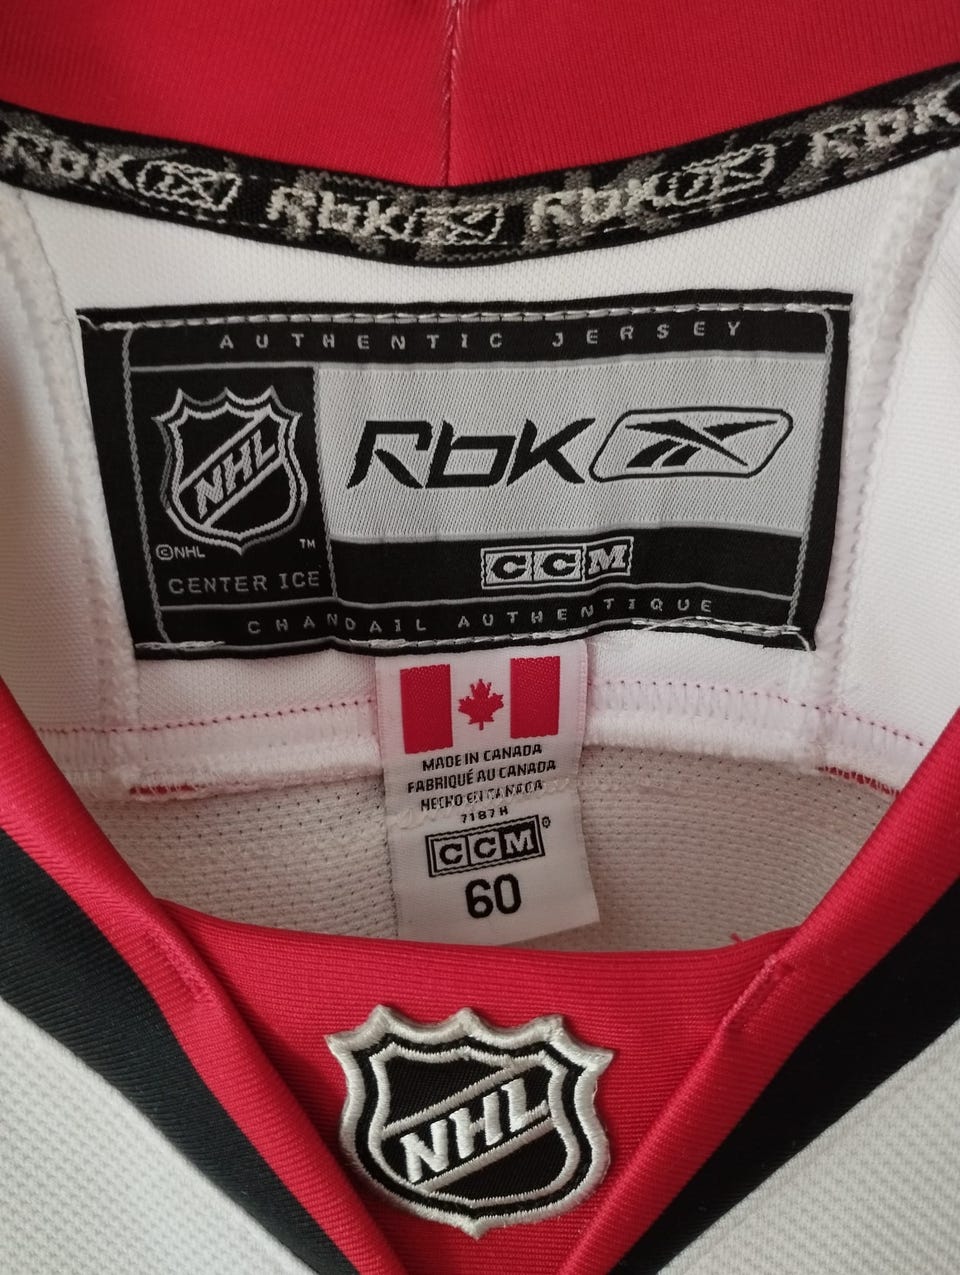 RbK RbK RbK RbK
AUTHENTIC JERSEY
NHL
RbK
©NHL TM
CENTER ICE
CCM
CHANDAIL AUTHENTIQUE
MADE IN CANADA
FABRIQUÉ AU CANADA
HECHO EN CANADA
7187H
CCM®
60
NHL